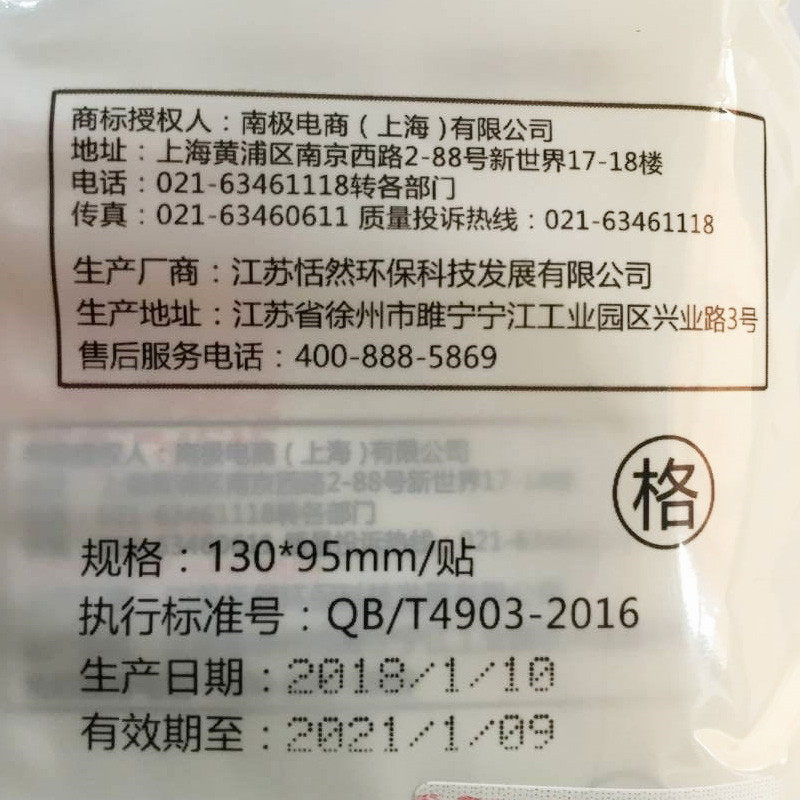 商标授权人：南极电商（上海）有限公司
地址：上海黄浦区南京西路2-88号新世界17-18楼
电话：021-63461118转各部门
传真：021-63460611 质量投诉热线：021-63461118
生产厂商：江苏恬然环保科技发展有限公司
生产地址：江苏省徐州市睢宁宁江工业园区兴业路3号
售后服务电话：400-888-5869
格
规格：130*95mm/贴
执行标准号：QB/T4903-2016
生产日期：2018/1/10
有效期至：2021/1/09